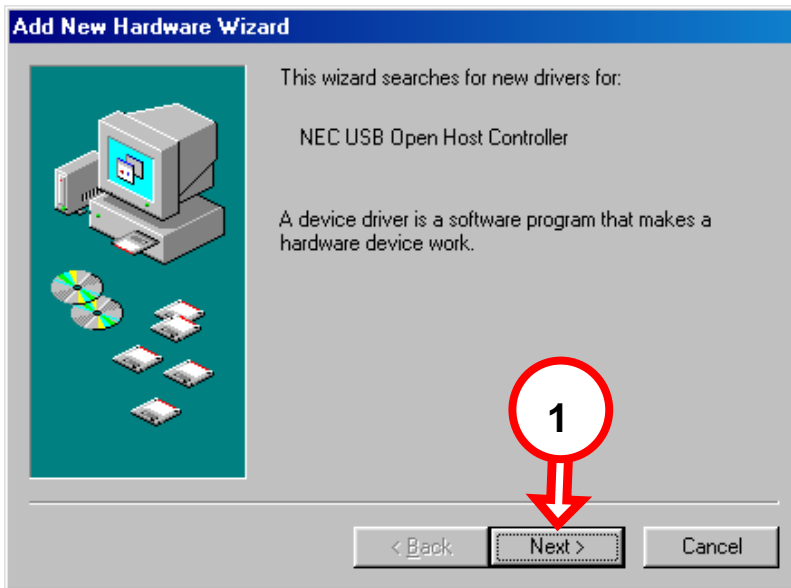 Add New Hardware Wizard
This wizard searches for new drivers for:
NEC USB Open Host Controller
A device driver is a software program that makes a
hardware device work.
1
< Back
Next >
Cancel